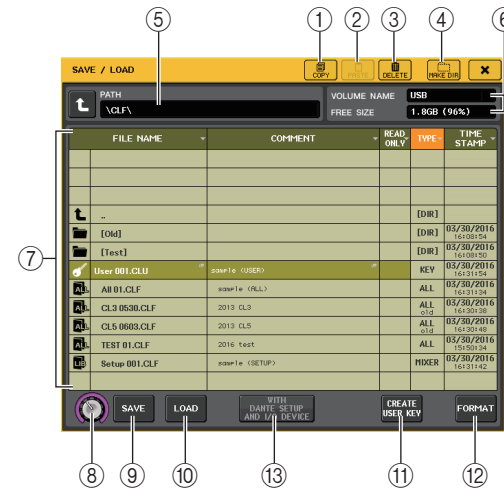 ⑤ ① ② ③ ④ ⑥
SAVE / LOAD COPY PASTE DELETE MAKE DIR ×
PATH VOLUME NAME USB
\CLF\ FREE SIZE 1.8GB (96%)
FILE NAME COMMENT READ ONLY TYPE TIME STAMP
.. [DIR]
[Old] [DIR] 03/30/2016 16:08:54
[Test] [DIR] 03/30/2016 16:08:50
User 001.CLU sample (USER) KEY 03/30/2016 16:31:54
ALL All 01.CLF sample (ALL) ALL 03/30/2016 16:31:34
ALL CL3 0530.CLF 2013 CL3 ALL old 03/30/2016 16:30:38
ALL CL5 0603.CLF 2013 CL5 ALL old 03/30/2016 16:30:48
ALL TEST 01.CLF 2016 test ALL 03/30/2016 15:50:34
LIB Setup 001.CLF sample (SETUP) MIXER 03/30/2016 16:31:42
⑦
SAVE LOAD WITH DANTE SETUP AND I/O DEVICE CREATE USER KEY FORMAT
⑧ ⑨ ⑩ ⑬ ⑪ ⑫